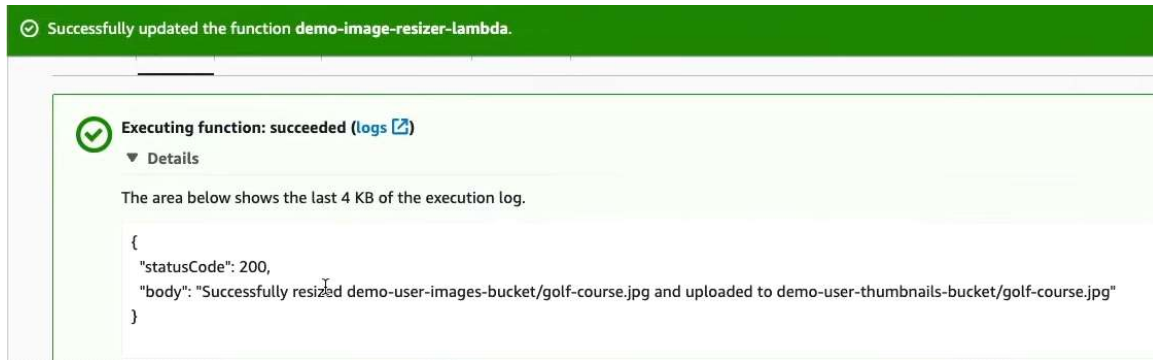 Successfully updated the function demo-image-resizer-lambda.
Executing function: succeeded (logs)
Details
The area below shows the last 4 KB of the execution log.
{
"statusCode": 200,
"body": "Successfully resized demo-user-images-bucket/golf-course.jpg and uploaded to demo-user-thumbnails-bucket/golf-course.jpg"
}